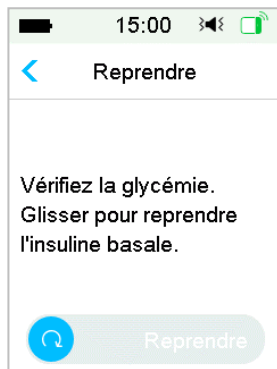 15:00
Reprendre
Vérifiez la glycémie.
Glisser pour reprendre
l'insuline basale.
Reprendre